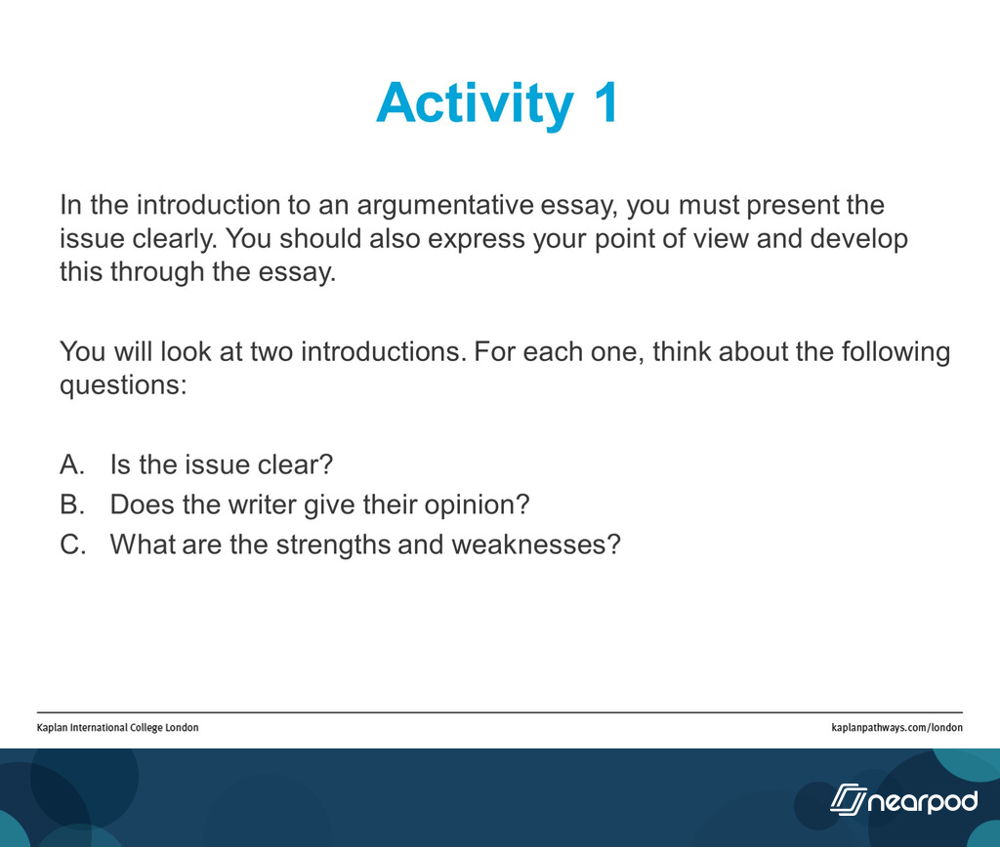 Activity 1
In the introduction to an argumentative essay, you must present the
issue clearly. You should also express your point of view and develop
this through the essay.
You will look at two introductions. For each one, think about the following
questions:
A. Is the issue clear?
B. Does the writer give their opinion?
C. What are the strengths and weaknesses?
Kaplan International College London
kaplanpathways.com/london
nearpod